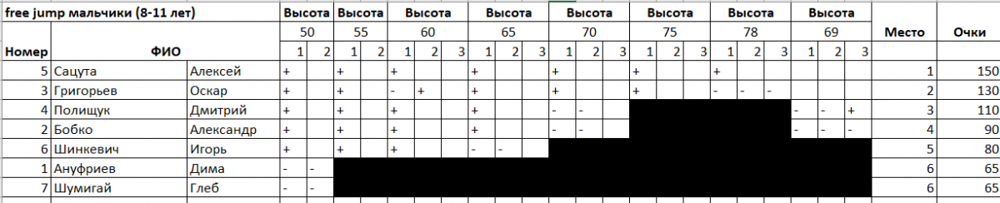 free jump мальчики (8-11 лет) Высота Высота Высота Высота Высота Высота Высота Высота
50 55 60 65 70 75 78 69 Место Очки
Номер ФИО 1 2 1 2 1 2 3 1 2 3 1 2 3 1 2 3 1 2 3 1 2 3
5 Сацута Алексей + + + + + + + 1 150
3 Григорьев Оскар + + - + + + + - - - 2 130
4 Полищук Дмитрий + + + + - - - - + 3 110
2 Бобко Александр + + + + - - - - - 4 90
6 Шинкевич Игорь + + + - - 5 80
1 Ануфриев Дима - - 6 65
7 Шумигай Глеб - - 6 65